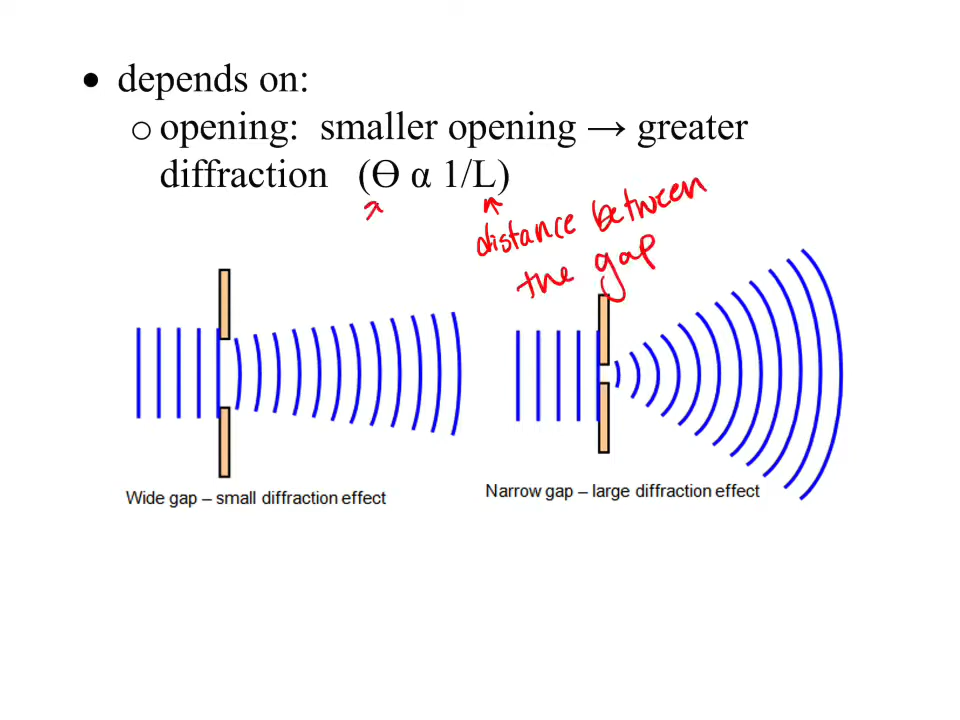 • depends on:
o opening: smaller opening → greater
diffraction (Ɵ α 1/L)
distance between
the gap
Wide gap – small diffraction effect
Narrow gap – large diffraction effect